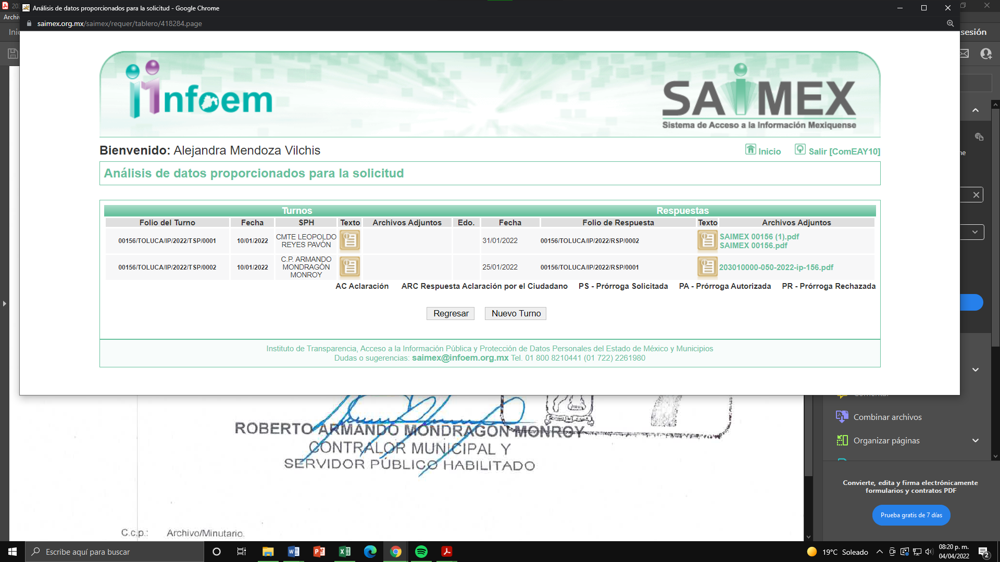 Análisis de datos proporcionados para la solicitud - Google Chrome
saimex.org.mx/saimex/requer/tablero/418284.page
sesión
infoem
SAIMEX
Sistema de Acceso a la Información Mexiquense
Bienvenido: Alejandra Mendoza Vilchis
Inicio Salir [ComEAY10]
Análisis de datos proporcionados para la solicitud
Turnos Respuestas
Folio del Turno Fecha SPH Texto Archivos Adjuntos Edo. Fecha Folio de Respuesta Texto Archivos Adjuntos
00156/TOLUCA/IP/2022/TSP/0001 10/01/2022 CMTE LEOPOLDO REYES PAVÓN 31/01/2022 00156/TOLUCA/IP/2022/RSP/0002 SAIMEX 00156 (1).pdf
SAIMEX 00156.pdf
00156/TOLUCA/IP/2022/TSP/0002 10/01/2022 C.P. ARMANDO MONDRAGÓN MONROY 25/01/2022 00156/TOLUCA/IP/2022/RSP/0001 203010000-050-2022-ip-156.pdf
AC Aclaración ARC Respuesta Aclaración por el Ciudadano PS - Prórroga Solicitada PA - Prórroga Autorizada PR - Prórroga Rechazada
Regresar Nuevo Turno
Instituto de Transparencia, Acceso a la Información Pública y Protección de Datos Personales del Estado de México y Municipios
Dudas o sugerencias: saimex@infoem.org.mx Tel. 01 800 8210441 (01 722) 2261980
ROBERTO ARMANDO MONDRAGÓN MONROY
CONTRALOR MUNICIPAL Y
SERVIDOR PÚBLICO HABILITADO
C.c.p.: Archivo/Minutario.
Combinar archivos
Organizar páginas
Convierte, edita y firma electrónicamente
formularios y contratos PDF
Prueba gratis de 7 días
Escribe aquí para buscar
19°C Soleado
08:20 p. m.
04/04/2022
2